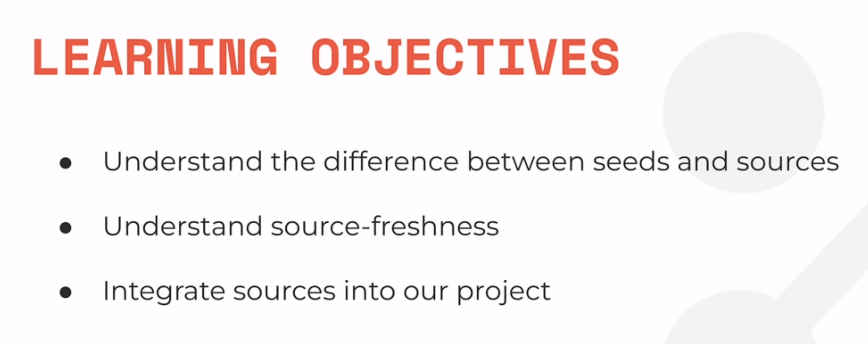 LEARNING OBJECTIVES
● Understand the difference between seeds and sources
● Understand source-freshness
● Integrate sources into our project